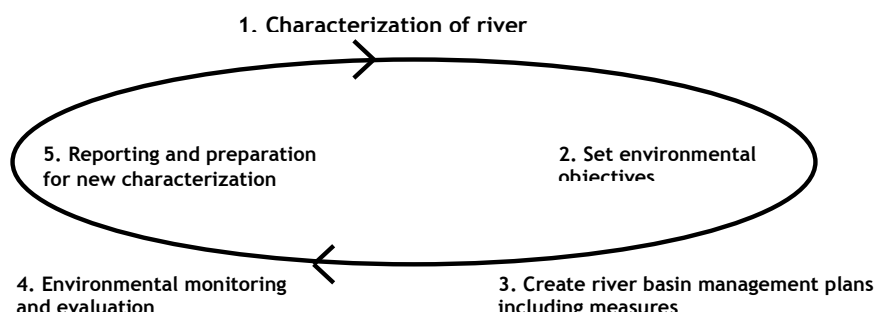 1. Characterization of river
5. Reporting and preparation
for new characterization
2. Set environmental
objectives
4. Environmental monitoring
and evaluation
3. Create river basin management plans
including measures